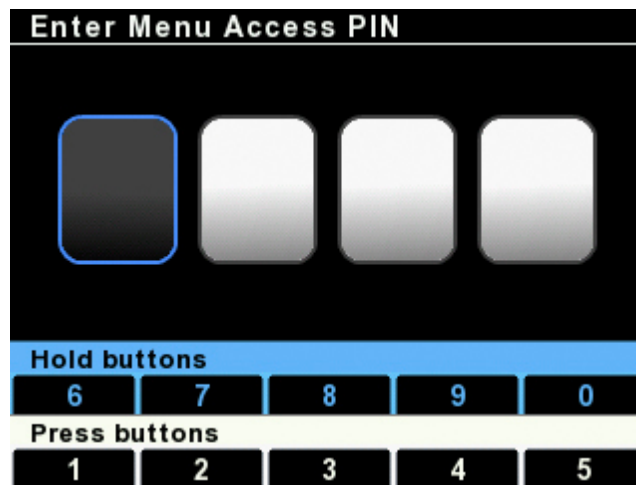 Enter Menu Access PIN
Hold buttons
6 7 8 9 0
Press buttons
1 2 3 4 5